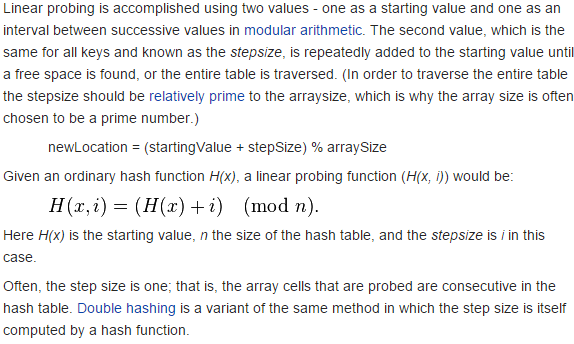 Linear probing is accomplished using two values - one as a starting value and one as an
interval between successive values in modular arithmetic. The second value, which is the
same for all keys and known as the stepsize, is repeatedly added to the starting value until
a free space is found, or the entire table is traversed. (In order to traverse the entire table
the stepsize should be relatively prime to the arraysize, which is why the array size is often
chosen to be a prime number.)
newLocation = (startingValue + stepSize) % arraySize
Given an ordinary hash function H(x), a linear probing function (H(x, i)) would be:
H(x, i) = (H(x) + i) (mod n).
Here H(x) is the starting value, n the size of the hash table, and the stepsize is i in this
case.
Often, the step size is one; that is, the array cells that are probed are consecutive in the
hash table. Double hashing is a variant of the same method in which the step size is itself
computed by a hash function.